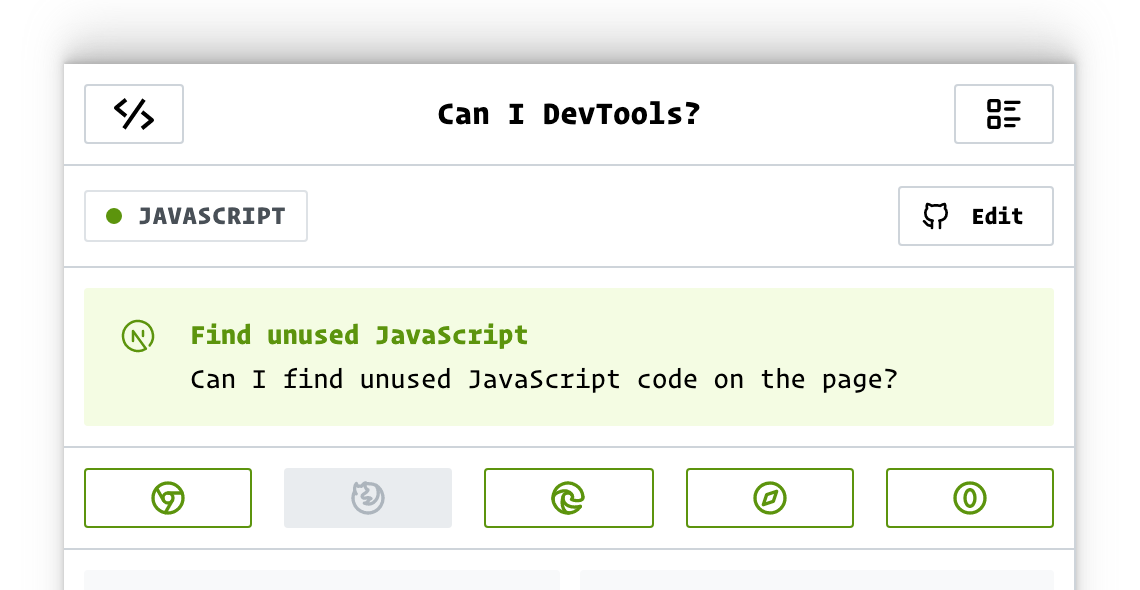 Can I DevTools?
JAVASCRIPT
Edit
Find unused JavaScript
Can I find unused JavaScript code on the page?